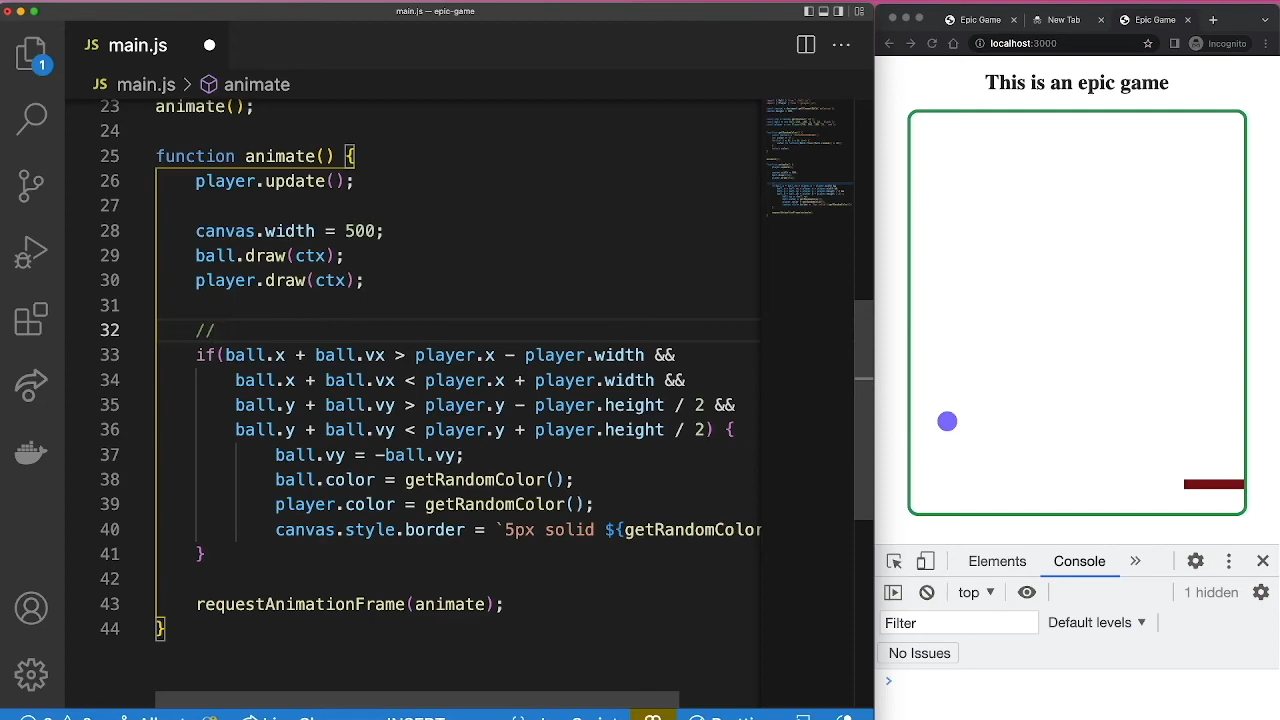 main.js — epic-game
JS main.js
JS main.js > animate
23 animate();
24
25 function animate() {
26 player.update();
27
28 canvas.width = 500;
29 ball.draw(ctx);
30 player.draw(ctx);
31
32 //
33 if(ball.x + ball.vx > player.x - player.width &&
34 ball.x + ball.vx < player.x + player.width &&
35 ball.y + ball.vy > player.y - player.height / 2 &&
36 ball.y + ball.vy < player.y + player.height / 2) {
37 ball.vy = -ball.vy;
38 ball.color = getRandomColor();
39 player.color = getRandomColor();
40 canvas.style.border = `5px solid ${getRandomColor
41 }
42
43 requestAnimationFrame(animate);
44 }
1
Epic Game
New Tab
Epic Game
localhost:3000
Incognito
This is an epic game
Elements
Console
top
1 hidden
Filter
Default levels
No Issues